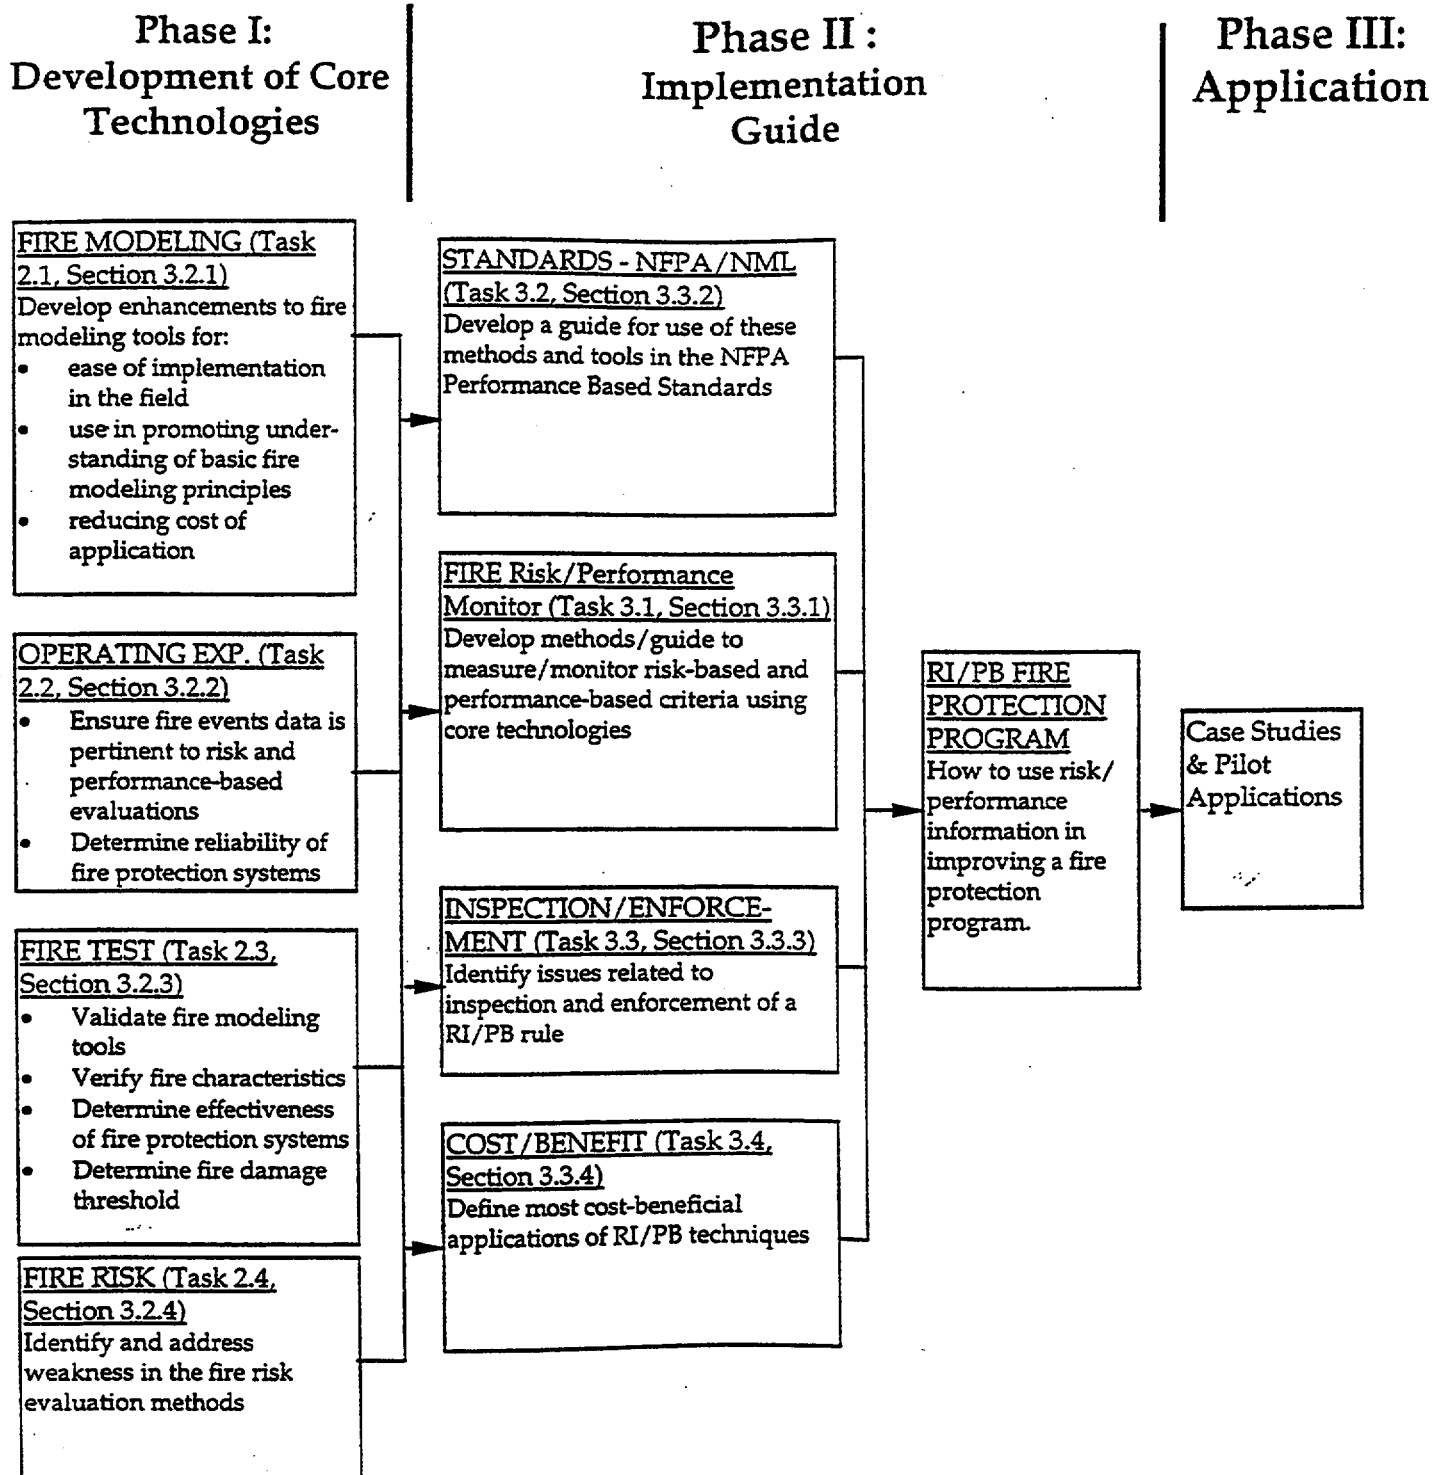 Phase I:
Development of Core
Technologies
Phase II :
Implementation
Guide
Phase III:
Application
FIRE MODELING (Task
2.1, Section 3.2.1)
Develop enhancements to fire
modeling tools for:
• ease of implementation
in the field
• use in promoting under-
standing of basic fire
modeling principles
• reducing cost of
application
OPERATING EXP. (Task
2.2, Section 3.2.2)
• Ensure fire events data is
pertinent to risk and
performance-based
evaluations
• Determine reliability of
fire protection systems
FIRE TEST (Task 2.3,
Section 3.2.3)
• Validate fire modeling
tools
• Verify fire characteristics
• Determine effectiveness
of fire protection systems
• Determine fire damage
threshold
FIRE RISK (Task 2.4,
Section 3.2.4)
Identify and address
weakness in the fire risk
evaluation methods
STANDARDS - NFPA/NML
(Task 3.2, Section 3.3.2)
Develop a guide for use of these
methods and tools in the NFPA
Performance Based Standards
FIRE Risk/Performance
Monitor (Task 3.1, Section 3.3.1)
Develop methods/guide to
measure/monitor risk-based and
performance-based criteria using
core technologies
INSPECTION/ENFORCE-
MENT (Task 3.3, Section 3.3.3)
Identify issues related to
inspection and enforcement of a
RI/PB rule
COST/BENEFIT (Task 3.4,
Section 3.3.4)
Define most cost-beneficial
applications of RI/PB techniques
RI/PB FIRE
PROTECTION
PROGRAM
How to use risk/
performance
information in
improving a fire
protection
program.
Case Studies
& Pilot
Applications